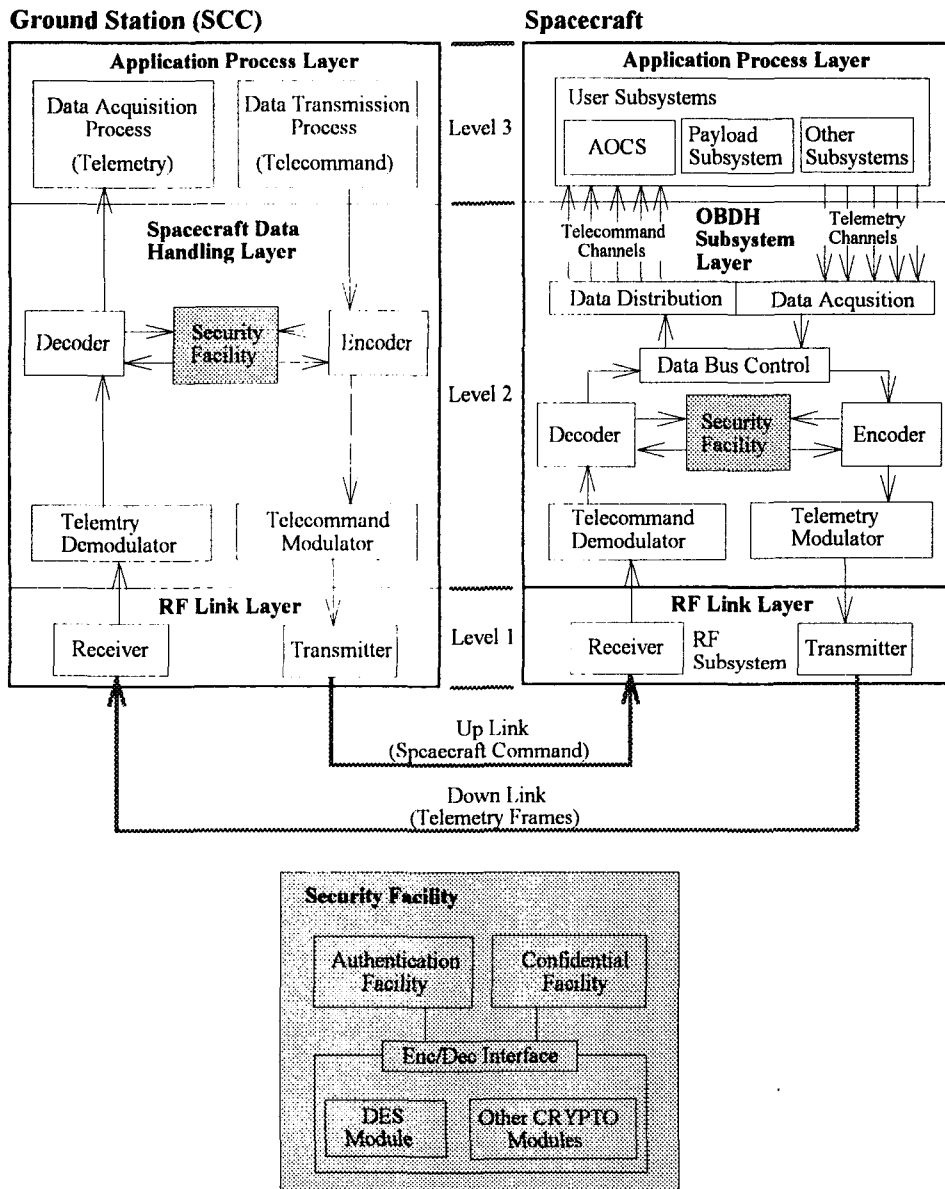 Ground Station (SCC)
Application Process Layer
Data Acquisition
Process
(Telemetry)
Data Transmission
Process
(Telecommand)
Spacecraft Data
Handling Layer
Decoder
Security
Facility
Encoder
Telemtry
Demodulator
Telecommand
Modulator
RF Link Layer
Receiver
Transmitter
Level 3
Level 2
Level 1
Spacecraft
Application Process Layer
User Subsystems
AOCS
Payload
Subsystem
Other
Subsystems
Telecommand
Channels
OBDH
Subsystem
Layer
Telemetry
Channels
Data Distribution
Data Acqusition
Data Bus Control
Decoder
Security
Facility
Encoder
Telecommand
Demodulator
Telemetry
Modulator
RF Link Layer
Receiver
RF
Subsystem
Transmitter
Up Link
(Spcaecraft Command)
Down Link
(Telemetry Frames)
Security Facility
Authentication
Facility
Confidential
Facility
Enc/Dec Interface
DES
Module
Other CRYPTO
Modules